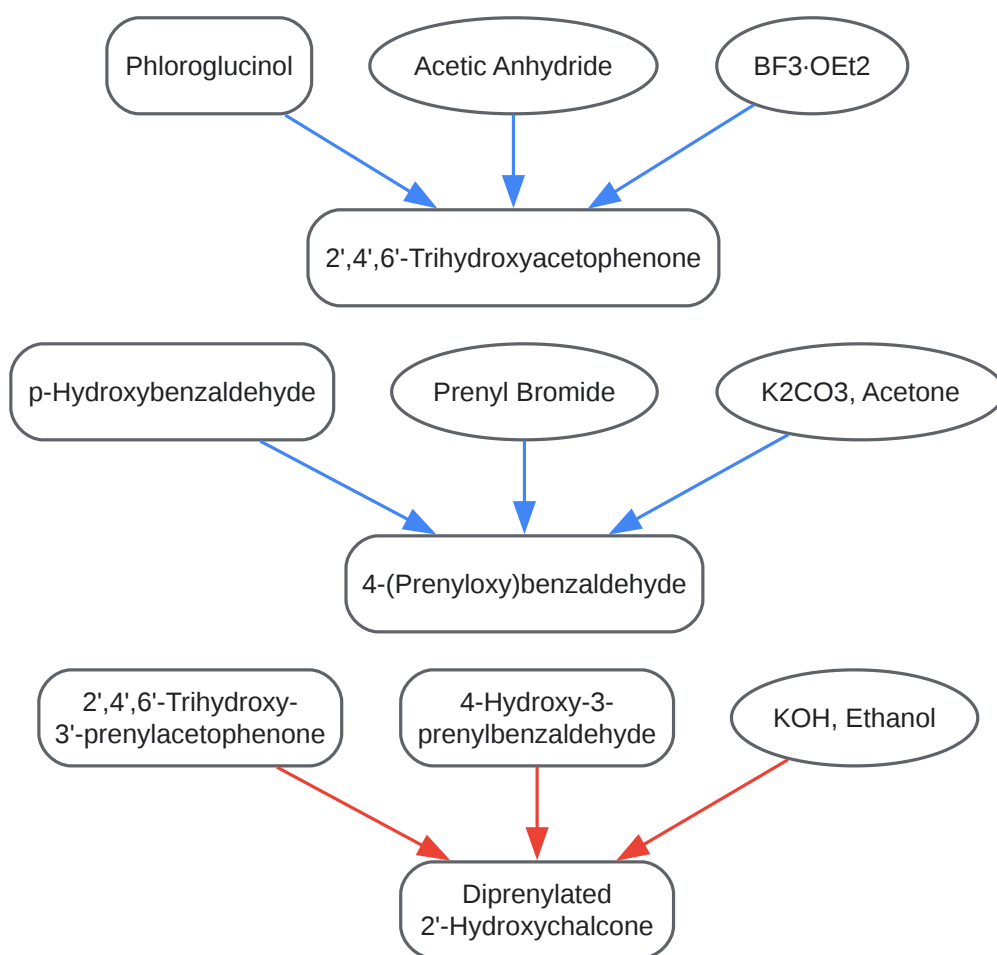 Phloroglucinol
Acetic Anhydride
BF3·OEt2
2',4',6'-Trihydroxyacetophenone
p-Hydroxybenzaldehyde
Prenyl Bromide
K2CO3, Acetone
4-(Prenyloxy)benzaldehyde
2',4',6'-Trihydroxy-
3'-prenylacetophenone
4-Hydroxy-3-
prenylbenzaldehyde
KOH, Ethanol
Diprenylated
2'-Hydroxychalcone